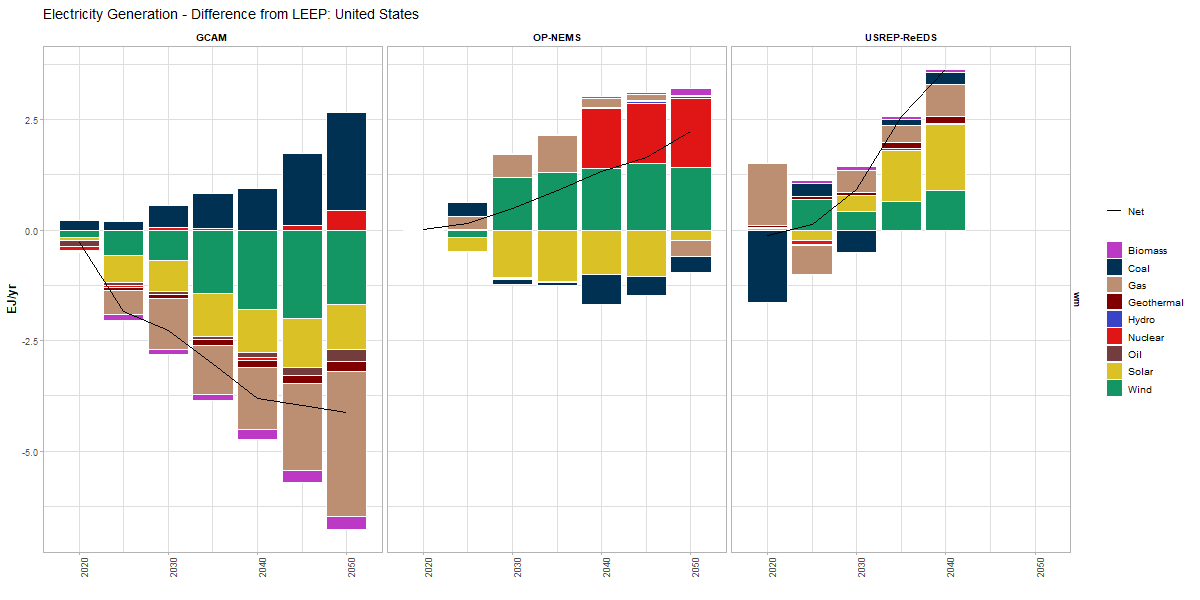 Electricity Generation - Difference from LEEP: United States
GCAM
OP-NEMS
USREP-ReEDS
EJ/yr
2.5
0.0
-2.5
-5.0
2020
2030
2040
2050
2020
2030
2040
2050
2020
2030
2040
2050
wm
Net
Biomass
Coal
Gas
Geothermal
Hydro
Nuclear
Oil
Solar
Wind